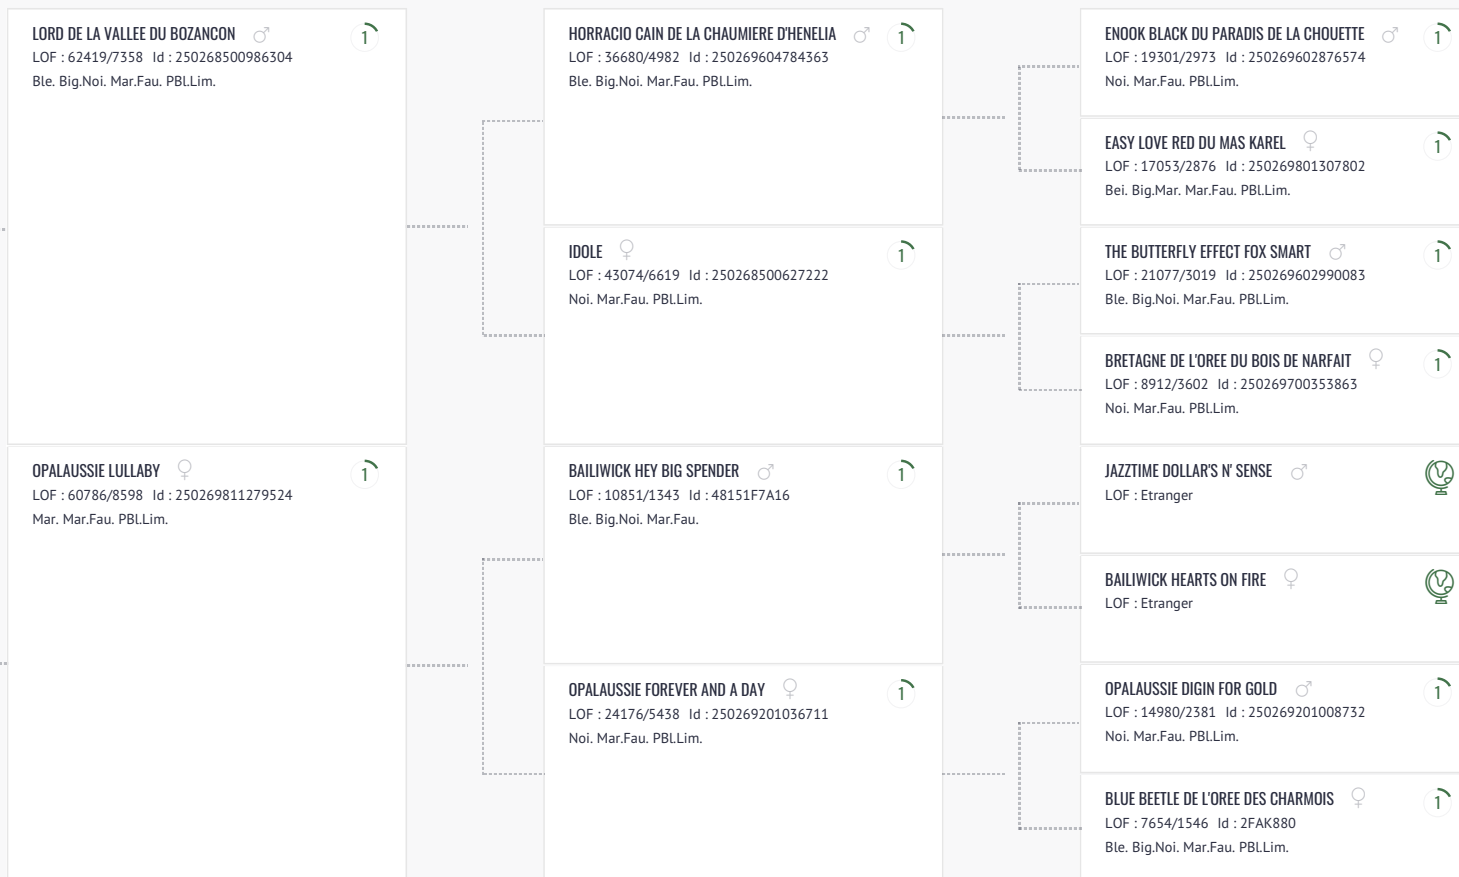 LORD DE LA VALLEE DU BOZANCON
1
LOF : 62419/7358 Id : 250268500986304
Ble. Big.Noi. Mar.Fau. PBl.Lim.
OPALAUSSIE LULLABY
1
LOF : 60786/8598 Id : 250269811279524
Mar. Mar.Fau. PBl.Lim.
HORRACIO CAIN DE LA CHAUMIERE D'HENELIA
1
LOF : 36680/4982 Id : 250269604784363
Ble. Big.Noi. Mar.Fau. PBl.Lim.
IDOLE
1
LOF : 43074/6619 Id : 250268500627222
Noi. Mar.Fau. PBl.Lim.
BAILIWICK HEY BIG SPENDER
1
LOF : 10851/1343 Id : 48151F7A16
Ble. Big.Noi. Mar.Fau.
OPALAUSSIE FOREVER AND A DAY
1
LOF : 24176/5438 Id : 250269201036711
Noi. Mar.Fau. PBl.Lim.
ENOOK BLACK DU PARADIS DE LA CHOUETTE
1
LOF : 19301/2973 Id : 250269602876574
Noi. Mar.Fau. PBl.Lim.
EASY LOVE RED DU MAS KAREL
1
LOF : 17053/2876 Id : 250269801307802
Bei. Big.Mar. Mar.Fau. PBl.Lim.
THE BUTTERFLY EFFECT FOX SMART
1
LOF : 21077/3019 Id : 250269602990083
Ble. Big.Noi. Mar.Fau. PBl.Lim.
BRETAGNE DE L'OREE DU BOIS DE NARFAIT
1
LOF : 8912/3602 Id : 250269700353863
Noi. Mar.Fau. PBl.Lim.
JAZZTIME DOLLAR'S N' SENSE
LOF : Etranger
BAILIWICK HEARTS ON FIRE
LOF : Etranger
OPALAUSSIE DIGIN FOR GOLD
1
LOF : 14980/2381 Id : 250269201008732
Noi. Mar.Fau. PBl.Lim.
BLUE BEETLE DE L'OREE DES CHARMOIS
1
LOF : 7654/1546 Id : 2FAK880
Ble. Big.Noi. Mar.Fau. PBl.Lim.